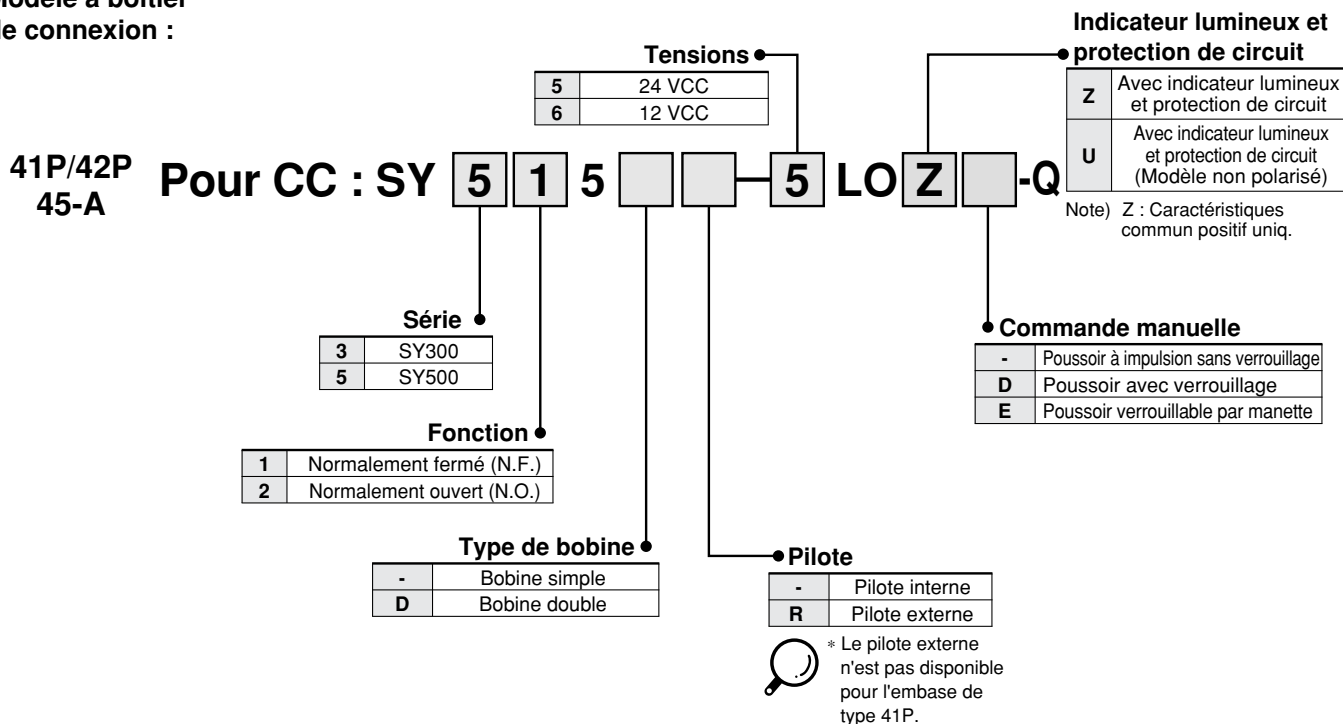 de connexion :
Indicateur lumineux et
protection de circuit
Z Avec indicateur lumineux
et protection de circuit
U Avec indicateur lumineux
et protection de circuit
(Modèle non polarisé)
Note) Z : Caractéristiques
commun positif uniq.
Tensions
5 24 VCC
6 12 VCC
41P/42P
45-A
Pour CC : SY 5 1 5 - 5 LO Z -Q
Série
3 SY300
5 SY500
Commande manuelle
- Poussoir à impulsion sans verrouillage
D Poussoir avec verrouillage
E Poussoir verrouillable par manette
Fonction
1 Normalement fermé (N.F.)
2 Normalement ouvert (N.O.)
Type de bobine
- Bobine simple
D Bobine double
Pilote
- Pilote interne
R Pilote externe
* Le pilote externe
n'est pas disponible
pour l'embase de
type 41P.